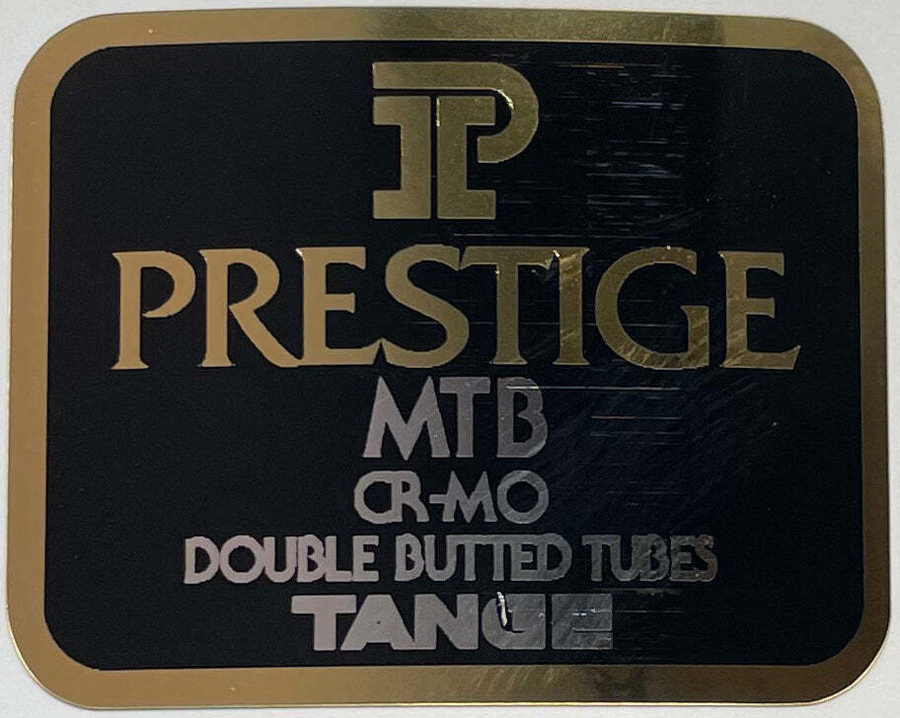 P
PRESTIGE
MTB
CR-MO
DOUBLE BUTTED TUBES
TANGE